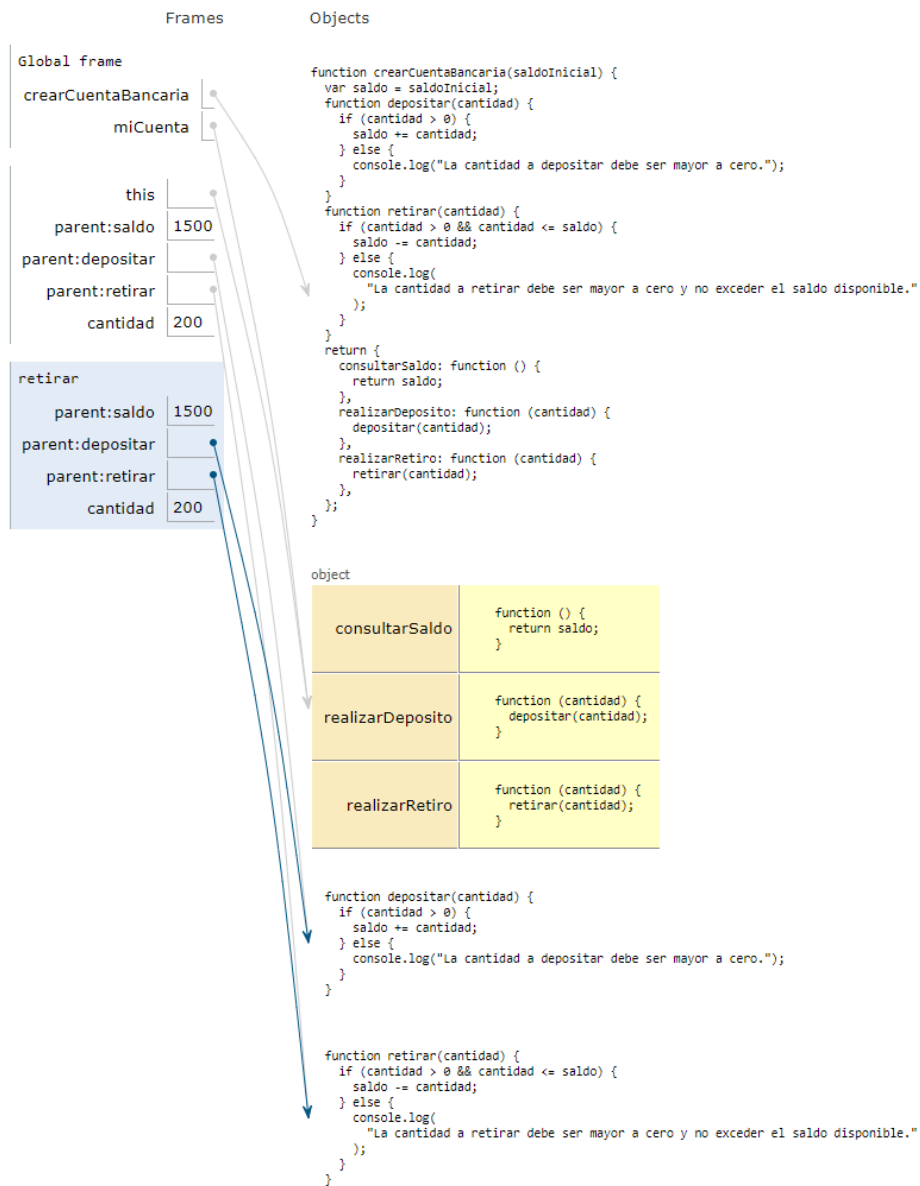 Frames Objects
Global frame
crearCuentaBancaria
miCuenta
this
parent:saldo 1500
parent:depositar
parent:retirar
cantidad 200
retirar
parent:saldo 1500
parent:depositar
parent:retirar
cantidad 200
function crearCuentaBancaria(saldoInicial) {
  var saldo = saldoInicial;
  function depositar(cantidad) {
    if (cantidad > 0) {
      saldo += cantidad;
    } else {
      console.log("La cantidad a depositar debe ser mayor a cero.");
    }
  }
  function retirar(cantidad) {
    if (cantidad > 0 && cantidad <= saldo) {
      saldo -= cantidad;
    } else {
      console.log(
        "La cantidad a retirar debe ser mayor a cero y no exceder el saldo disponible."
      );
    }
  }
  return {
    consultarSaldo: function () {
      return saldo;
    },
    realizarDeposito: function (cantidad) {
      depositar(cantidad);
    },
    realizarRetiro: function (cantidad) {
      retirar(cantidad);
    },
  };
}
object
consultarSaldo
function () {
  return saldo;
}
realizarDeposito
function (cantidad) {
  depositar(cantidad);
}
realizarRetiro
function (cantidad) {
  retirar(cantidad);
}
function depositar(cantidad) {
  if (cantidad > 0) {
    saldo += cantidad;
  } else {
    console.log("La cantidad a depositar debe ser mayor a cero.");
  }
}
function retirar(cantidad) {
  if (cantidad > 0 && cantidad <= saldo) {
    saldo -= cantidad;
  } else {
    console.log(
      "La cantidad a retirar debe ser mayor a cero y no exceder el saldo disponible."
    );
  }
}